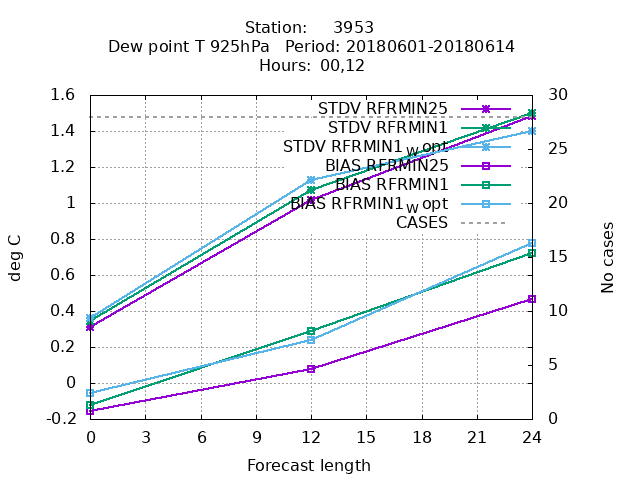 Station: 3953
Dew point T 925hPa Period: 20180601-20180614
Hours: 00,12
deg C
No cases
1.6
1.4
1.2
1
0.8
0.6
0.4
0.2
0
-0.2
30
25
20
15
10
5
0
STDV RFRMIN25
STDV RFRMIN1
STDV RFRMIN1w opt
BIAS RFRMIN25
BIAS RFRMIN1
BIAS RFRMIN1w opt
CASES
0 3 6 9 12 15 18 21 24
Forecast length